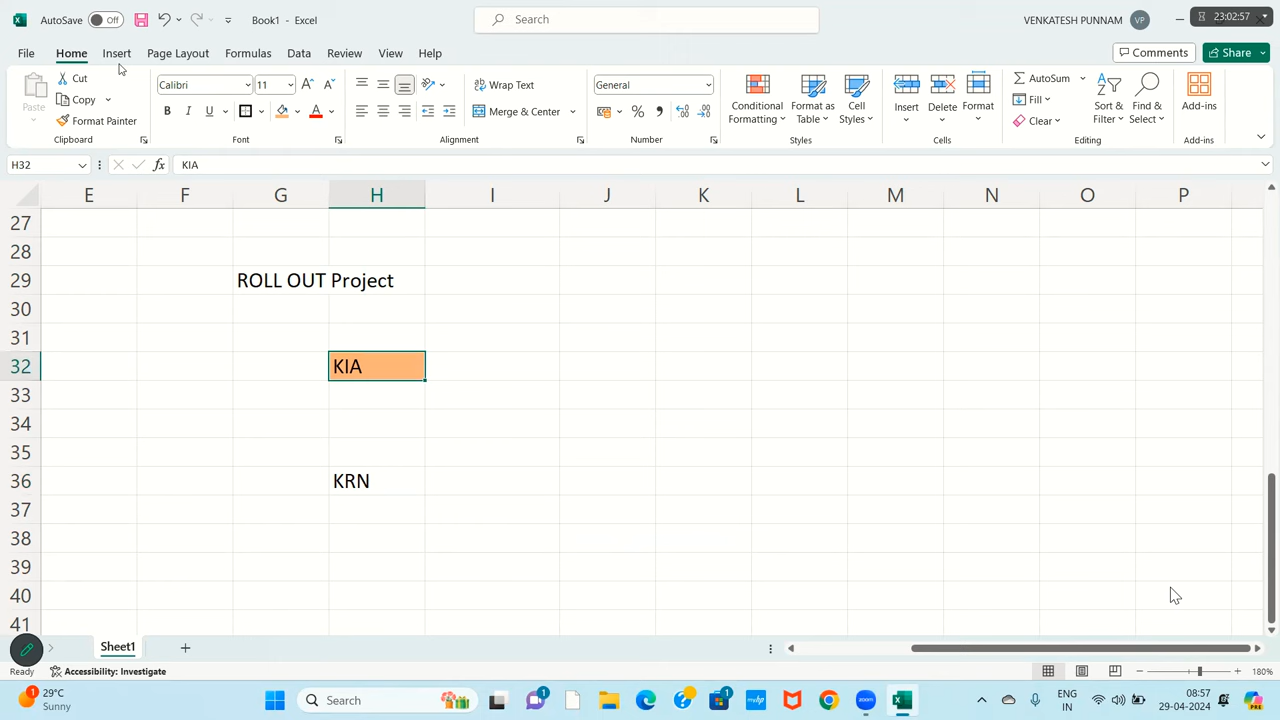 AutoSave Off Book1 - Excel Search VENKATESH PUNNAM VP 23:02:57
File Home Insert Page Layout Formulas Data Review View Help Comments Share
Paste Cut Copy Format Painter Clipboard
Calibri 11 B I U A Font
Wrap Text Merge & Center Alignment
General % Number
Conditional Formatting Format as Table Cell Styles Styles
Insert Delete Format Cells
AutoSum Fill Clear Sort & Filter Find & Select Editing
Add-ins Add-ins
H32 fx KIA
E F G H I J K L M N O P
27
28
29 ROLL OUT Project
30
31
32 KIA
33
34
35
36 KRN
37
38
39
40
41
Sheet1
Ready Accessibility: Investigate 180%
29°C Sunny Search ENG IN 08:57 29-04-2024